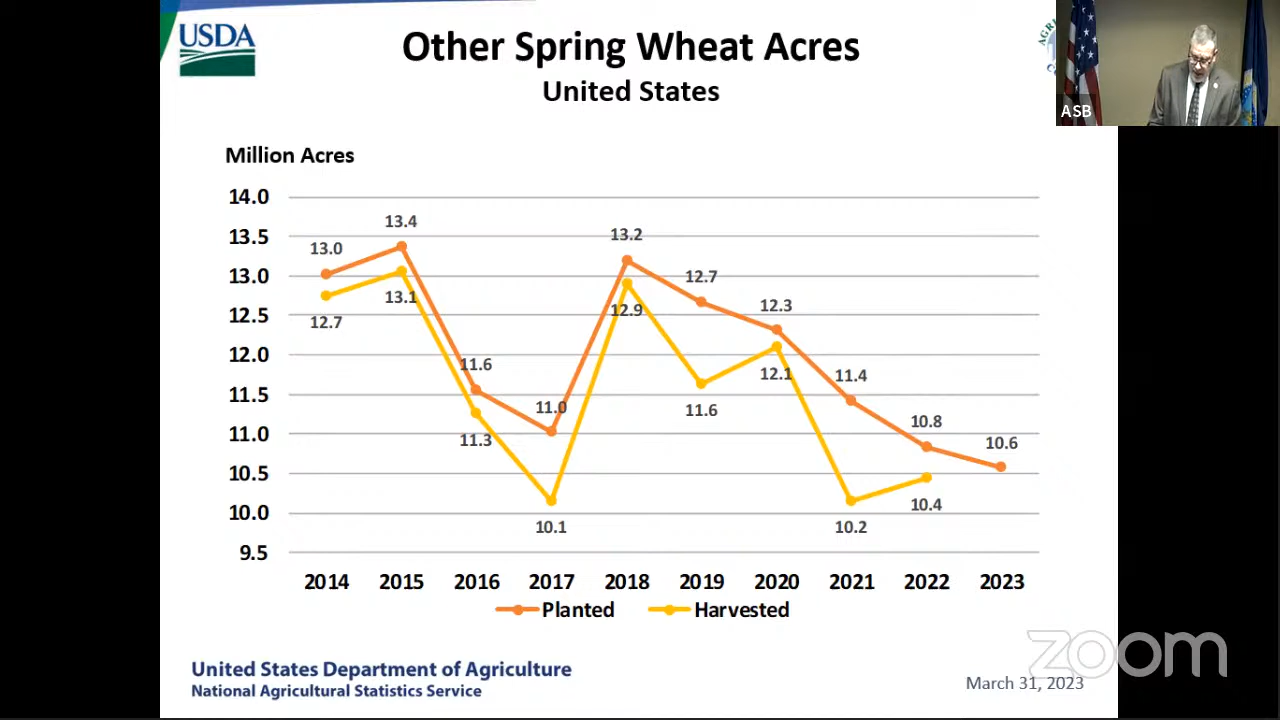 USDA
Other Spring Wheat Acres
United States
AGRI
ASB
Million Acres
14.0
13.5
13.0
12.5
12.0
11.5
11.0
10.5
10.0
9.5
13.0
13.4
11.6
11.0
13.2
12.7
12.3
11.4
10.8
10.6
12.7
13.1
11.3
10.1
12.9
11.6
12.1
10.2
10.4
2014 2015 2016 2017 2018 2019 2020 2021 2022 2023
Planted Harvested
United States Department of Agriculture
National Agricultural Statistics Service
zoom
March 31, 2023